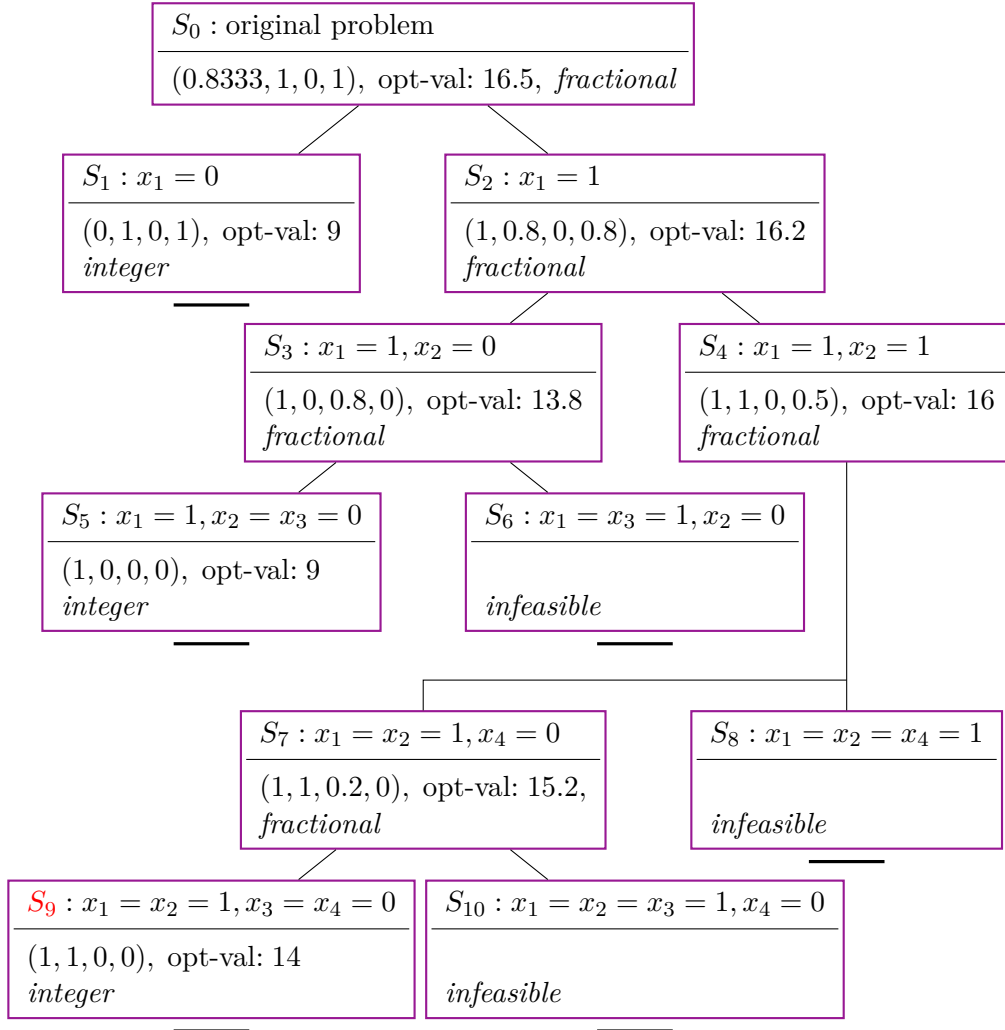 S₀ : original problem
(0.8333, 1, 0, 1), opt-val: 16.5, fractional
S₁ : x₁ = 0
(0, 1, 0, 1), opt-val: 9
integer
S₂ : x₁ = 1
(1, 0.8, 0, 0.8), opt-val: 16.2
fractional
S₃ : x₁ = 1, x₂ = 0
(1, 0, 0.8, 0), opt-val: 13.8
fractional
S₄ : x₁ = 1, x₂ = 1
(1, 1, 0, 0.5), opt-val: 16
fractional
S₅ : x₁ = 1, x₂ = x₃ = 0
(1, 0, 0, 0), opt-val: 9
integer
S₆ : x₁ = x₃ = 1, x₂ = 0
infeasible
S₇ : x₁ = x₂ = 1, x₄ = 0
(1, 1, 0.2, 0), opt-val: 15.2,
fractional
S₈ : x₁ = x₂ = x₄ = 1
infeasible
S₉ : x₁ = x₂ = 1, x₃ = x₄ = 0
(1, 1, 0, 0), opt-val: 14
integer
S₁₀ : x₁ = x₂ = x₃ = 1, x₄ = 0
infeasible